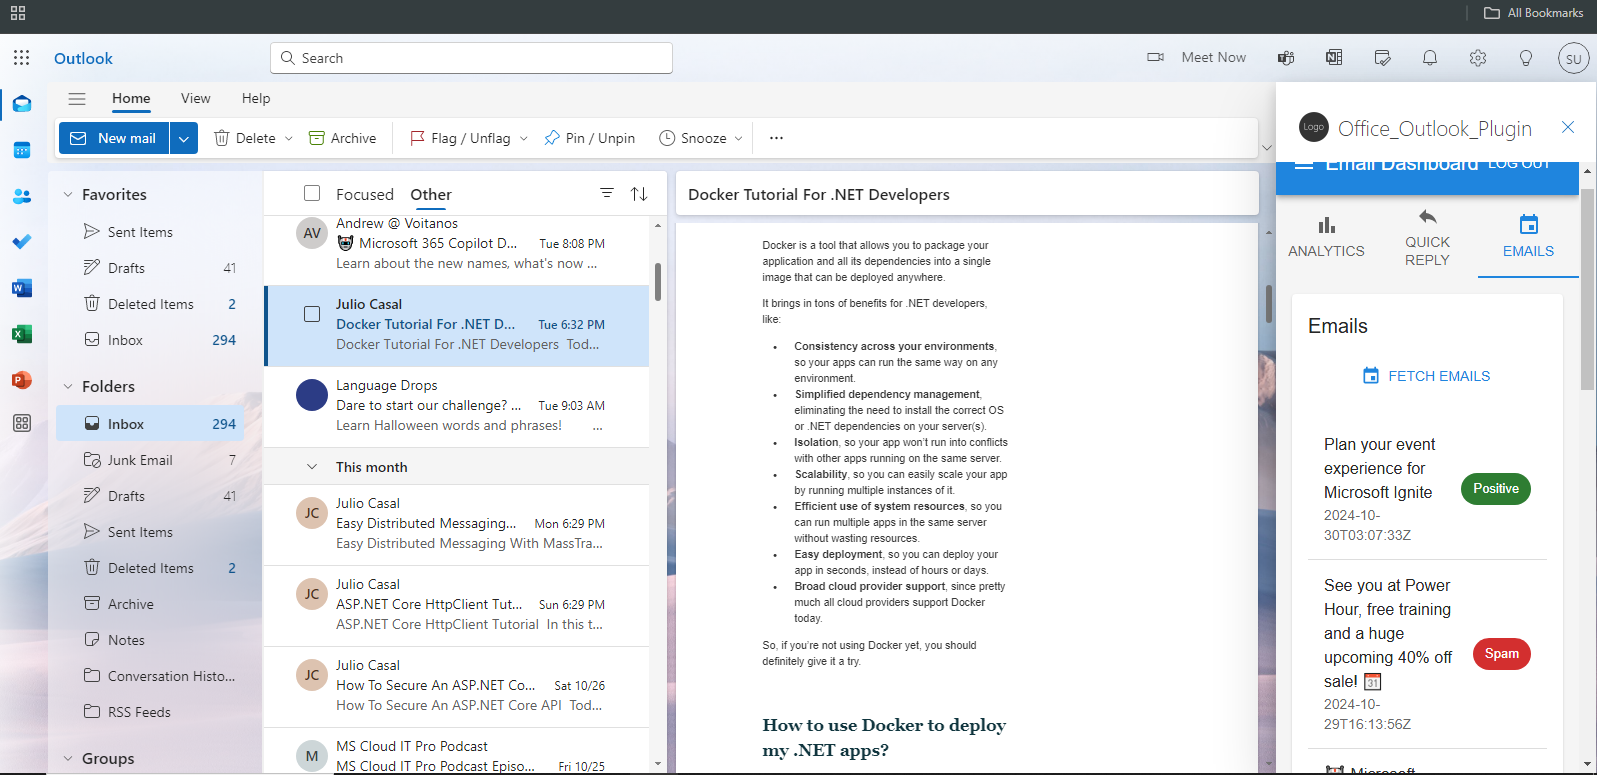 All Bookmarks
Outlook
Search
Meet Now
SU
Home
View
Help
New mail
Delete
Archive
Flag / Unflag
Pin / Unpin
Snooze
Favorites
Sent Items
Drafts 41
Deleted Items 2
Inbox 294
Folders
Inbox 294
Junk Email 7
Drafts 41
Sent Items
Deleted Items 2
Archive
Notes
Conversation Histo...
RSS Feeds
Groups
Focused
Other
AV
Andrew @ Voitanos
Microsoft 365 Copilot D... Tue 8:08 PM
Learn about the new names, what's now ...
Julio Casal
Docker Tutorial For .NET D... Tue 6:32 PM
Docker Tutorial For .NET Developers Tod...
Language Drops
Dare to start our challenge? ... Tue 9:03 AM
Learn Halloween words and phrases! ...
This month
JC
Julio Casal
Easy Distributed Messaging... Mon 6:29 PM
Easy Distributed Messaging With MassTra...
JC
Julio Casal
ASP.NET Core HttpClient Tut... Sun 6:29 PM
ASP.NET Core HttpClient Tutorial In this t...
JC
Julio Casal
How To Secure An ASP.NET Co... Sat 10/26
How To Secure An ASP.NET Core API Tod...
M
MS Cloud IT Pro Podcast
MS Cloud IT Pro Podcast Episo... Fri 10/25
Docker Tutorial For .NET Developers
Docker is a tool that allows you to package your
application and all its dependencies into a single
image that can be deployed anywhere.
It brings in tons of benefits for .NET developers,
like:
• Consistency across your environments,
so your apps can run the same way on any
environment.
• Simplified dependency management,
eliminating the need to install the correct OS
or .NET dependencies on your server(s).
• Isolation, so your app won't run into conflicts
with other apps running on the same server.
• Scalability, so you can easily scale your app
by running multiple instances of it.
• Efficient use of system resources, so you
can run multiple apps in the same server
without wasting resources.
• Easy deployment, so you can deploy your
app in seconds, instead of hours or days.
• Broad cloud provider support, since pretty
much all cloud providers support Docker
today.
So, if you're not using Docker yet, you should
definitely give it a try.
How to use Docker to deploy
my .NET apps?
Logo
Office_Outlook_Plugin
Email Dashboard LOG OUT
ANALYTICS
QUICK
REPLY
EMAILS
Emails
FETCH EMAILS
Plan your event
experience for
Microsoft Ignite
2024-10-
30T03:07:33Z
Positive
See you at Power
Hour, free training
and a huge
upcoming 40% off
sale!
2024-10-
29T16:13:56Z
Spam
Microsoft